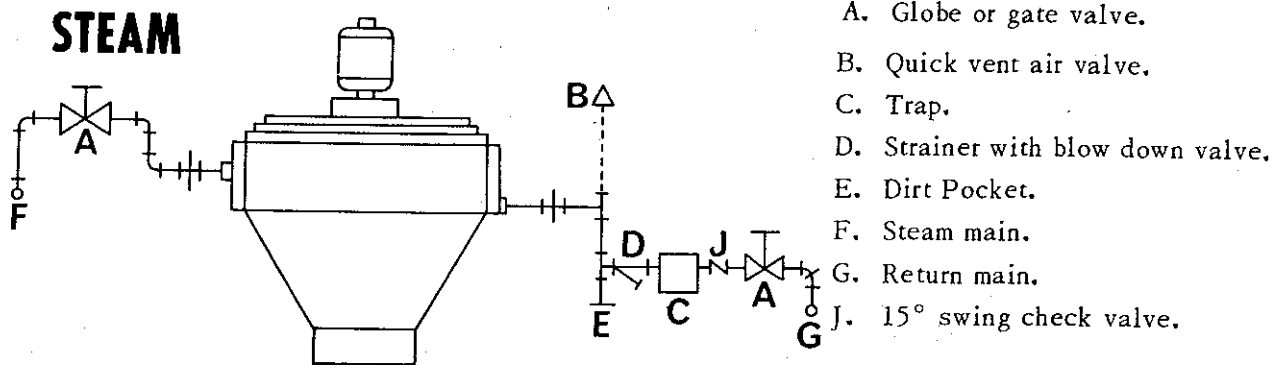 STEAM
A
F
B
D
J
E
C
A
G
A. Globe or gate valve.
B. Quick vent air valve.
C. Trap.
D. Strainer with blow down valve.
E. Dirt Pocket.
F. Steam main.
G. Return main.
J. 15° swing check valve.